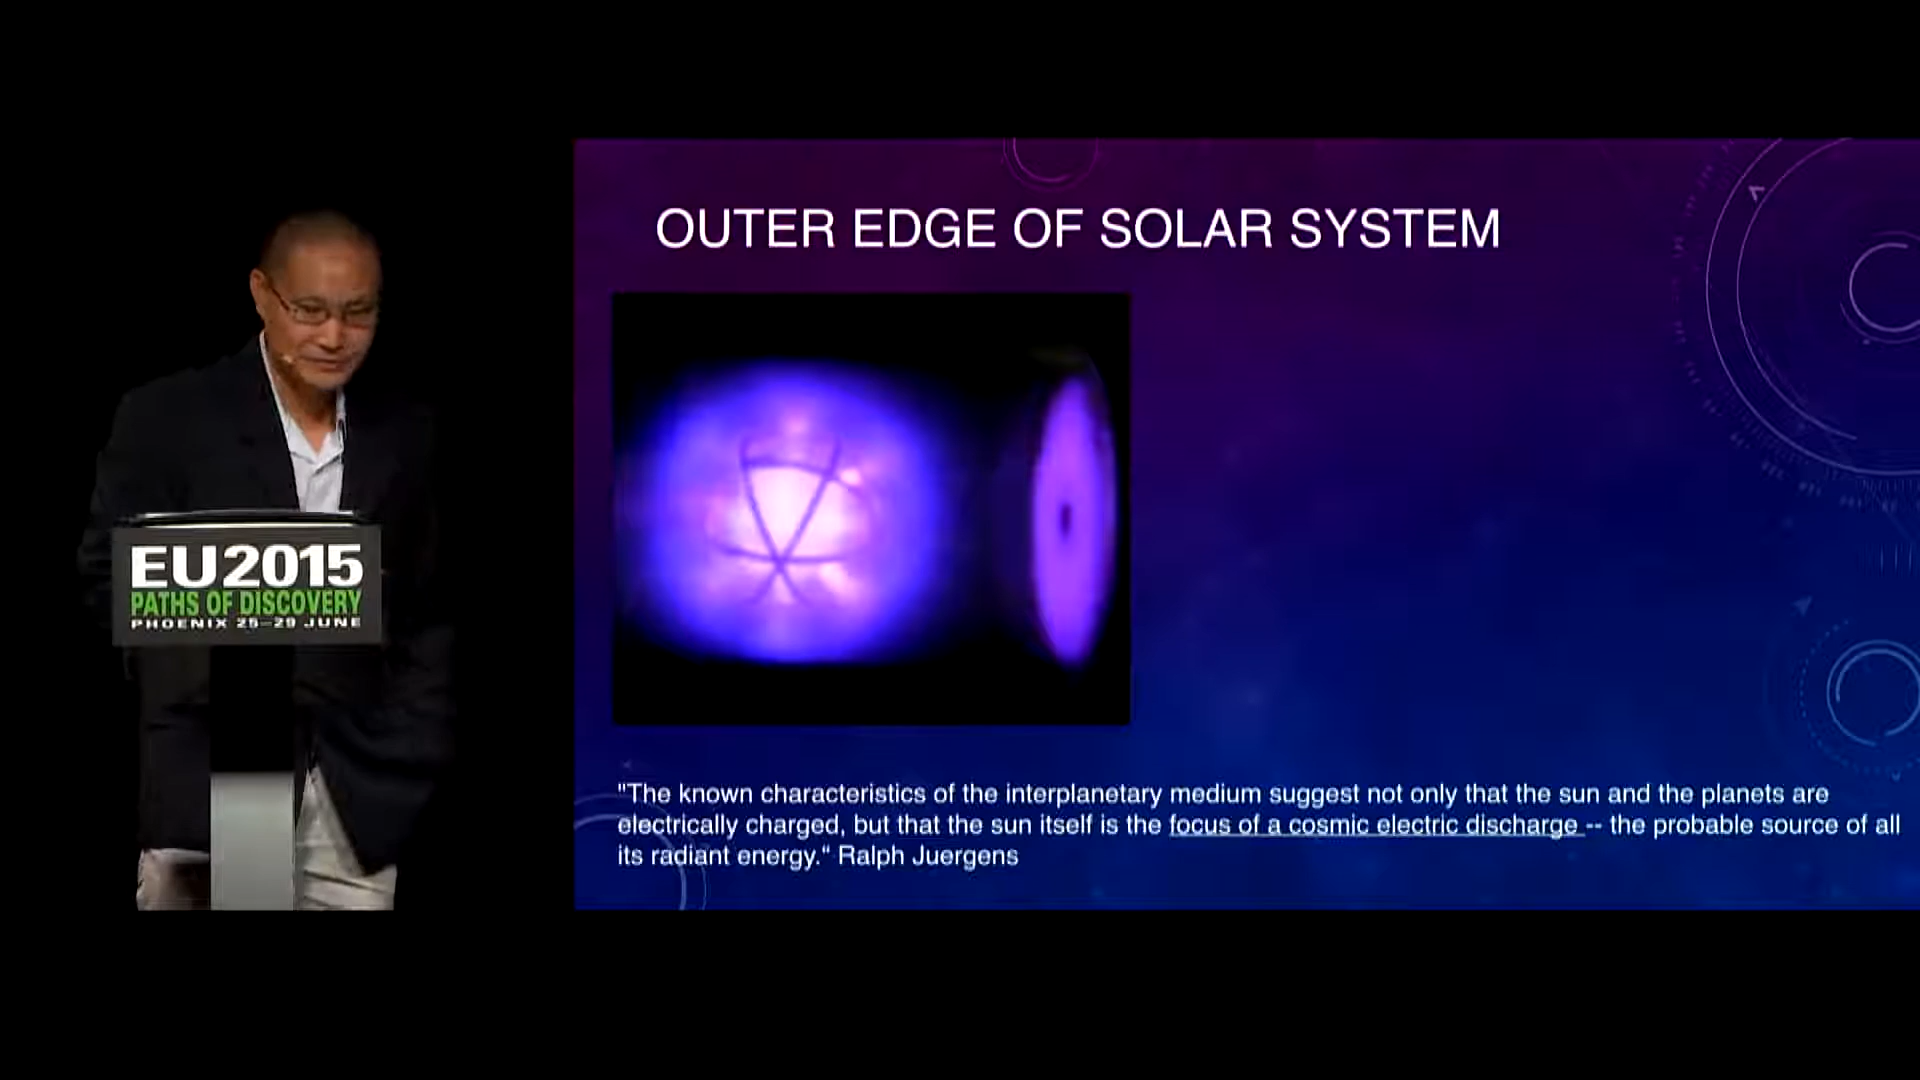 OUTER EDGE OF SOLAR SYSTEM
EU2015
PATHS OF DISCOVERY
PHOENIX 25-29 JUNE
"The known characteristics of the interplanetary medium suggest not only that the sun and the planets are
electrically charged, but that the sun itself is the focus of a cosmic electric discharge -- the probable source of all
its radiant energy." Ralph Juergens